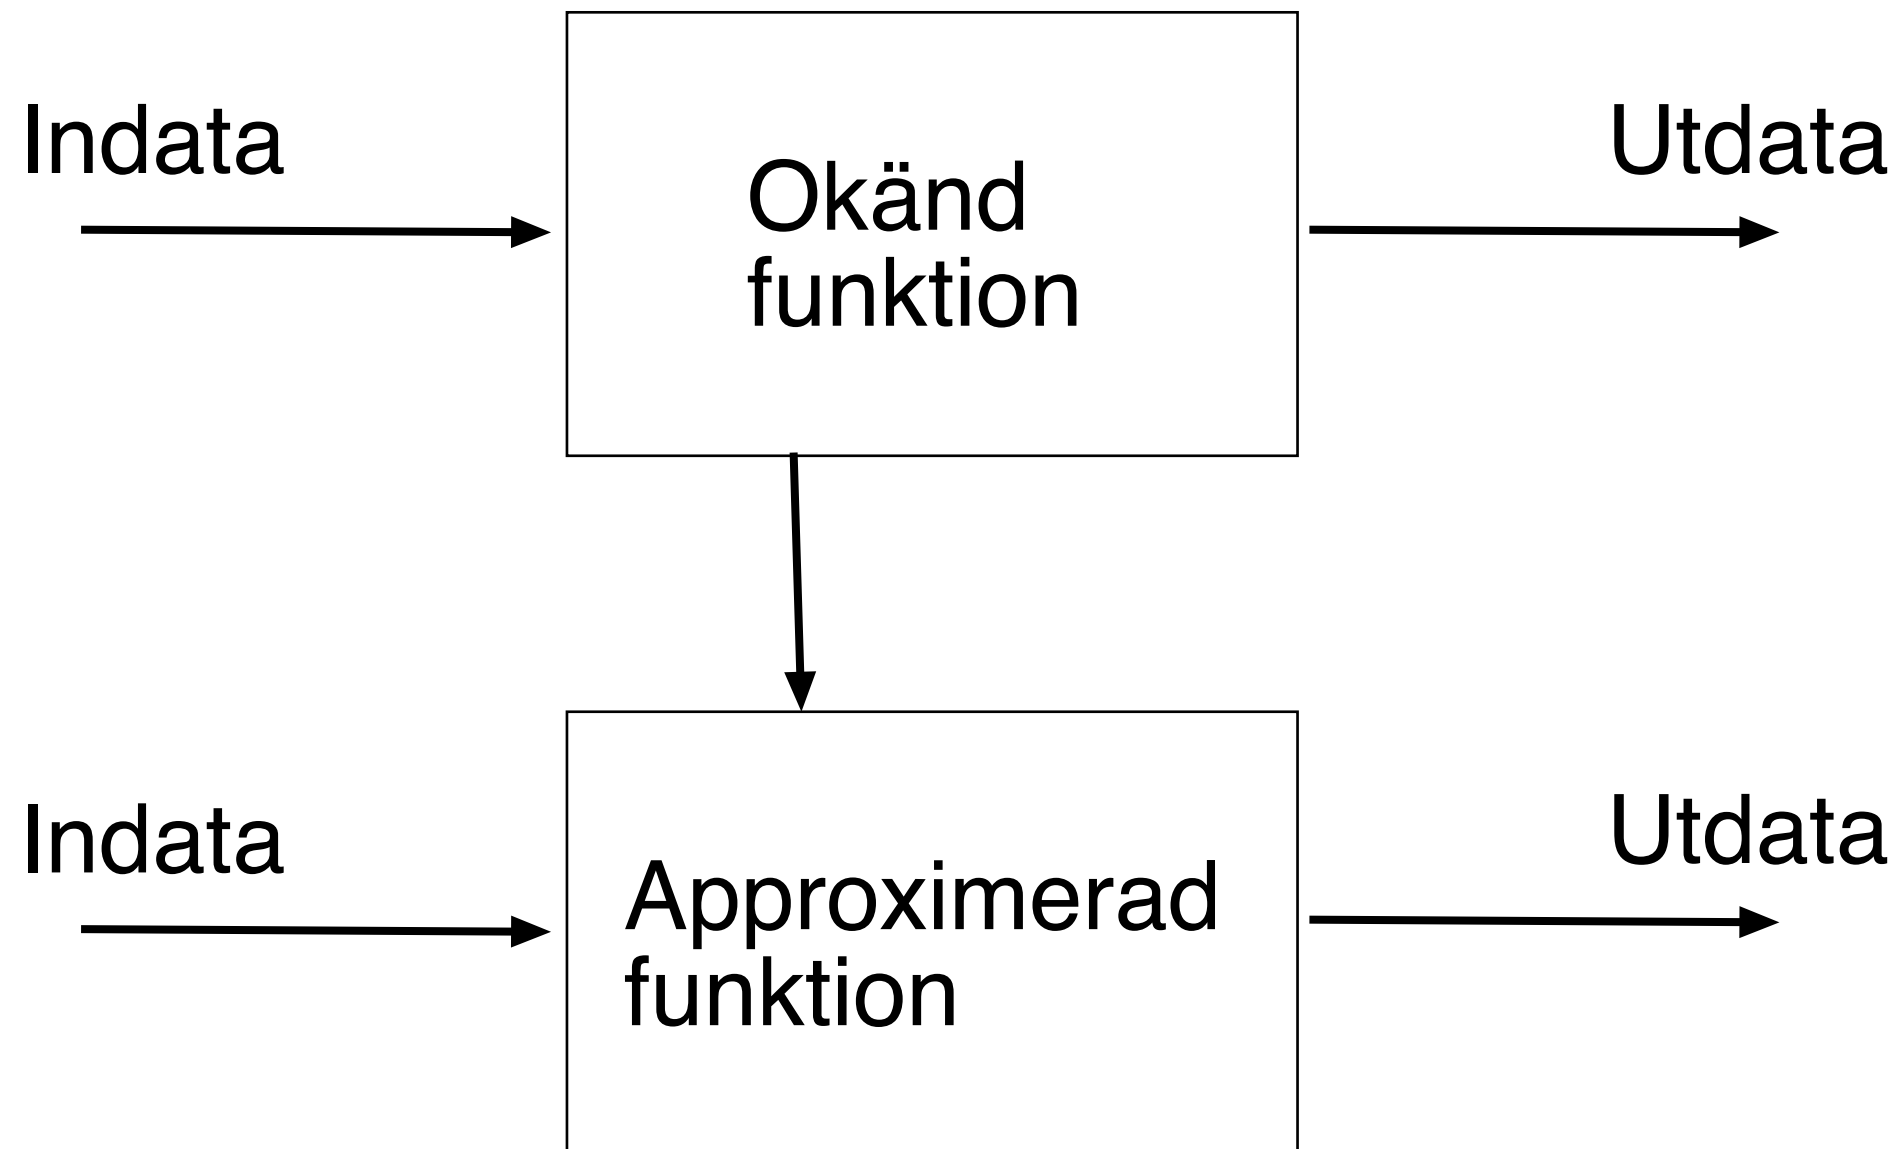 Indata
Okänd
funktion
Utdata
Indata
Approximerad
funktion
Utdata